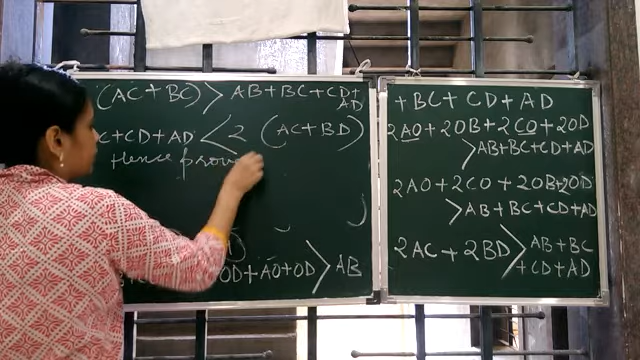 (AC + BC) > AB + BC + CD +
AD
C + CD + AD < 2 (AC + BD)
Hence prov
OD + AO + OD > AB
+ BC + CD + AD
2AO + 2OB + 2CO + 2OD
> AB + BC + CD + AD
2AO + 2CO + 2OB + 2OD
> AB + BC + CD + AD
2AC + 2BD > AB + BC
+ CD + AD